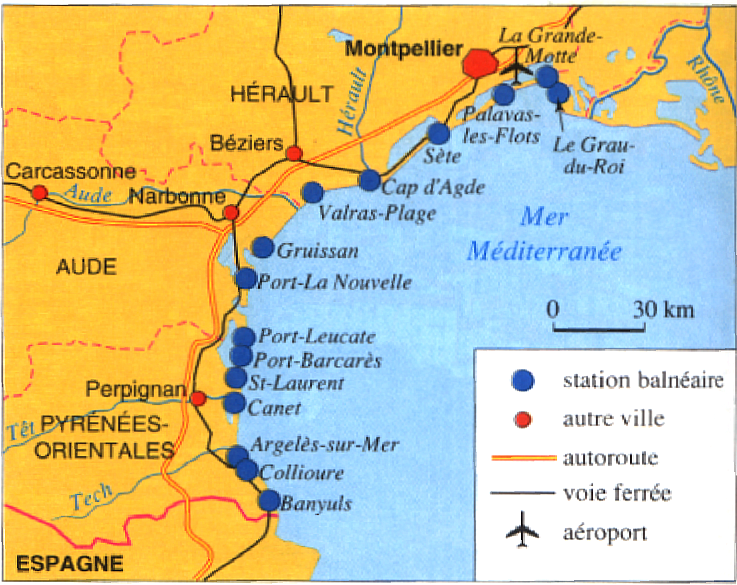 La Grande-
Motte
Montpellier
Rhône
HÉRAULT
Hérault
Palavas-
les-Flots
Le Grau-
du-Roi
Béziers
Sète
Carcassonne
Aude
Narbonne
Cap d'Agde
Valras-Plage
Mer
Méditerranée
Gruissan
AUDE
Port-La Nouvelle
0 30 km
Port-Leucate
Port-Barcarès
St-Laurent
Perpignan
Canet
Têt
PYRÉNÉES-
ORIENTALES
Argelès-sur-Mer
Collioure
Tech
Banyuls
ESPAGNE
station balnéaire
autre ville
autoroute
voie ferrée
aéroport